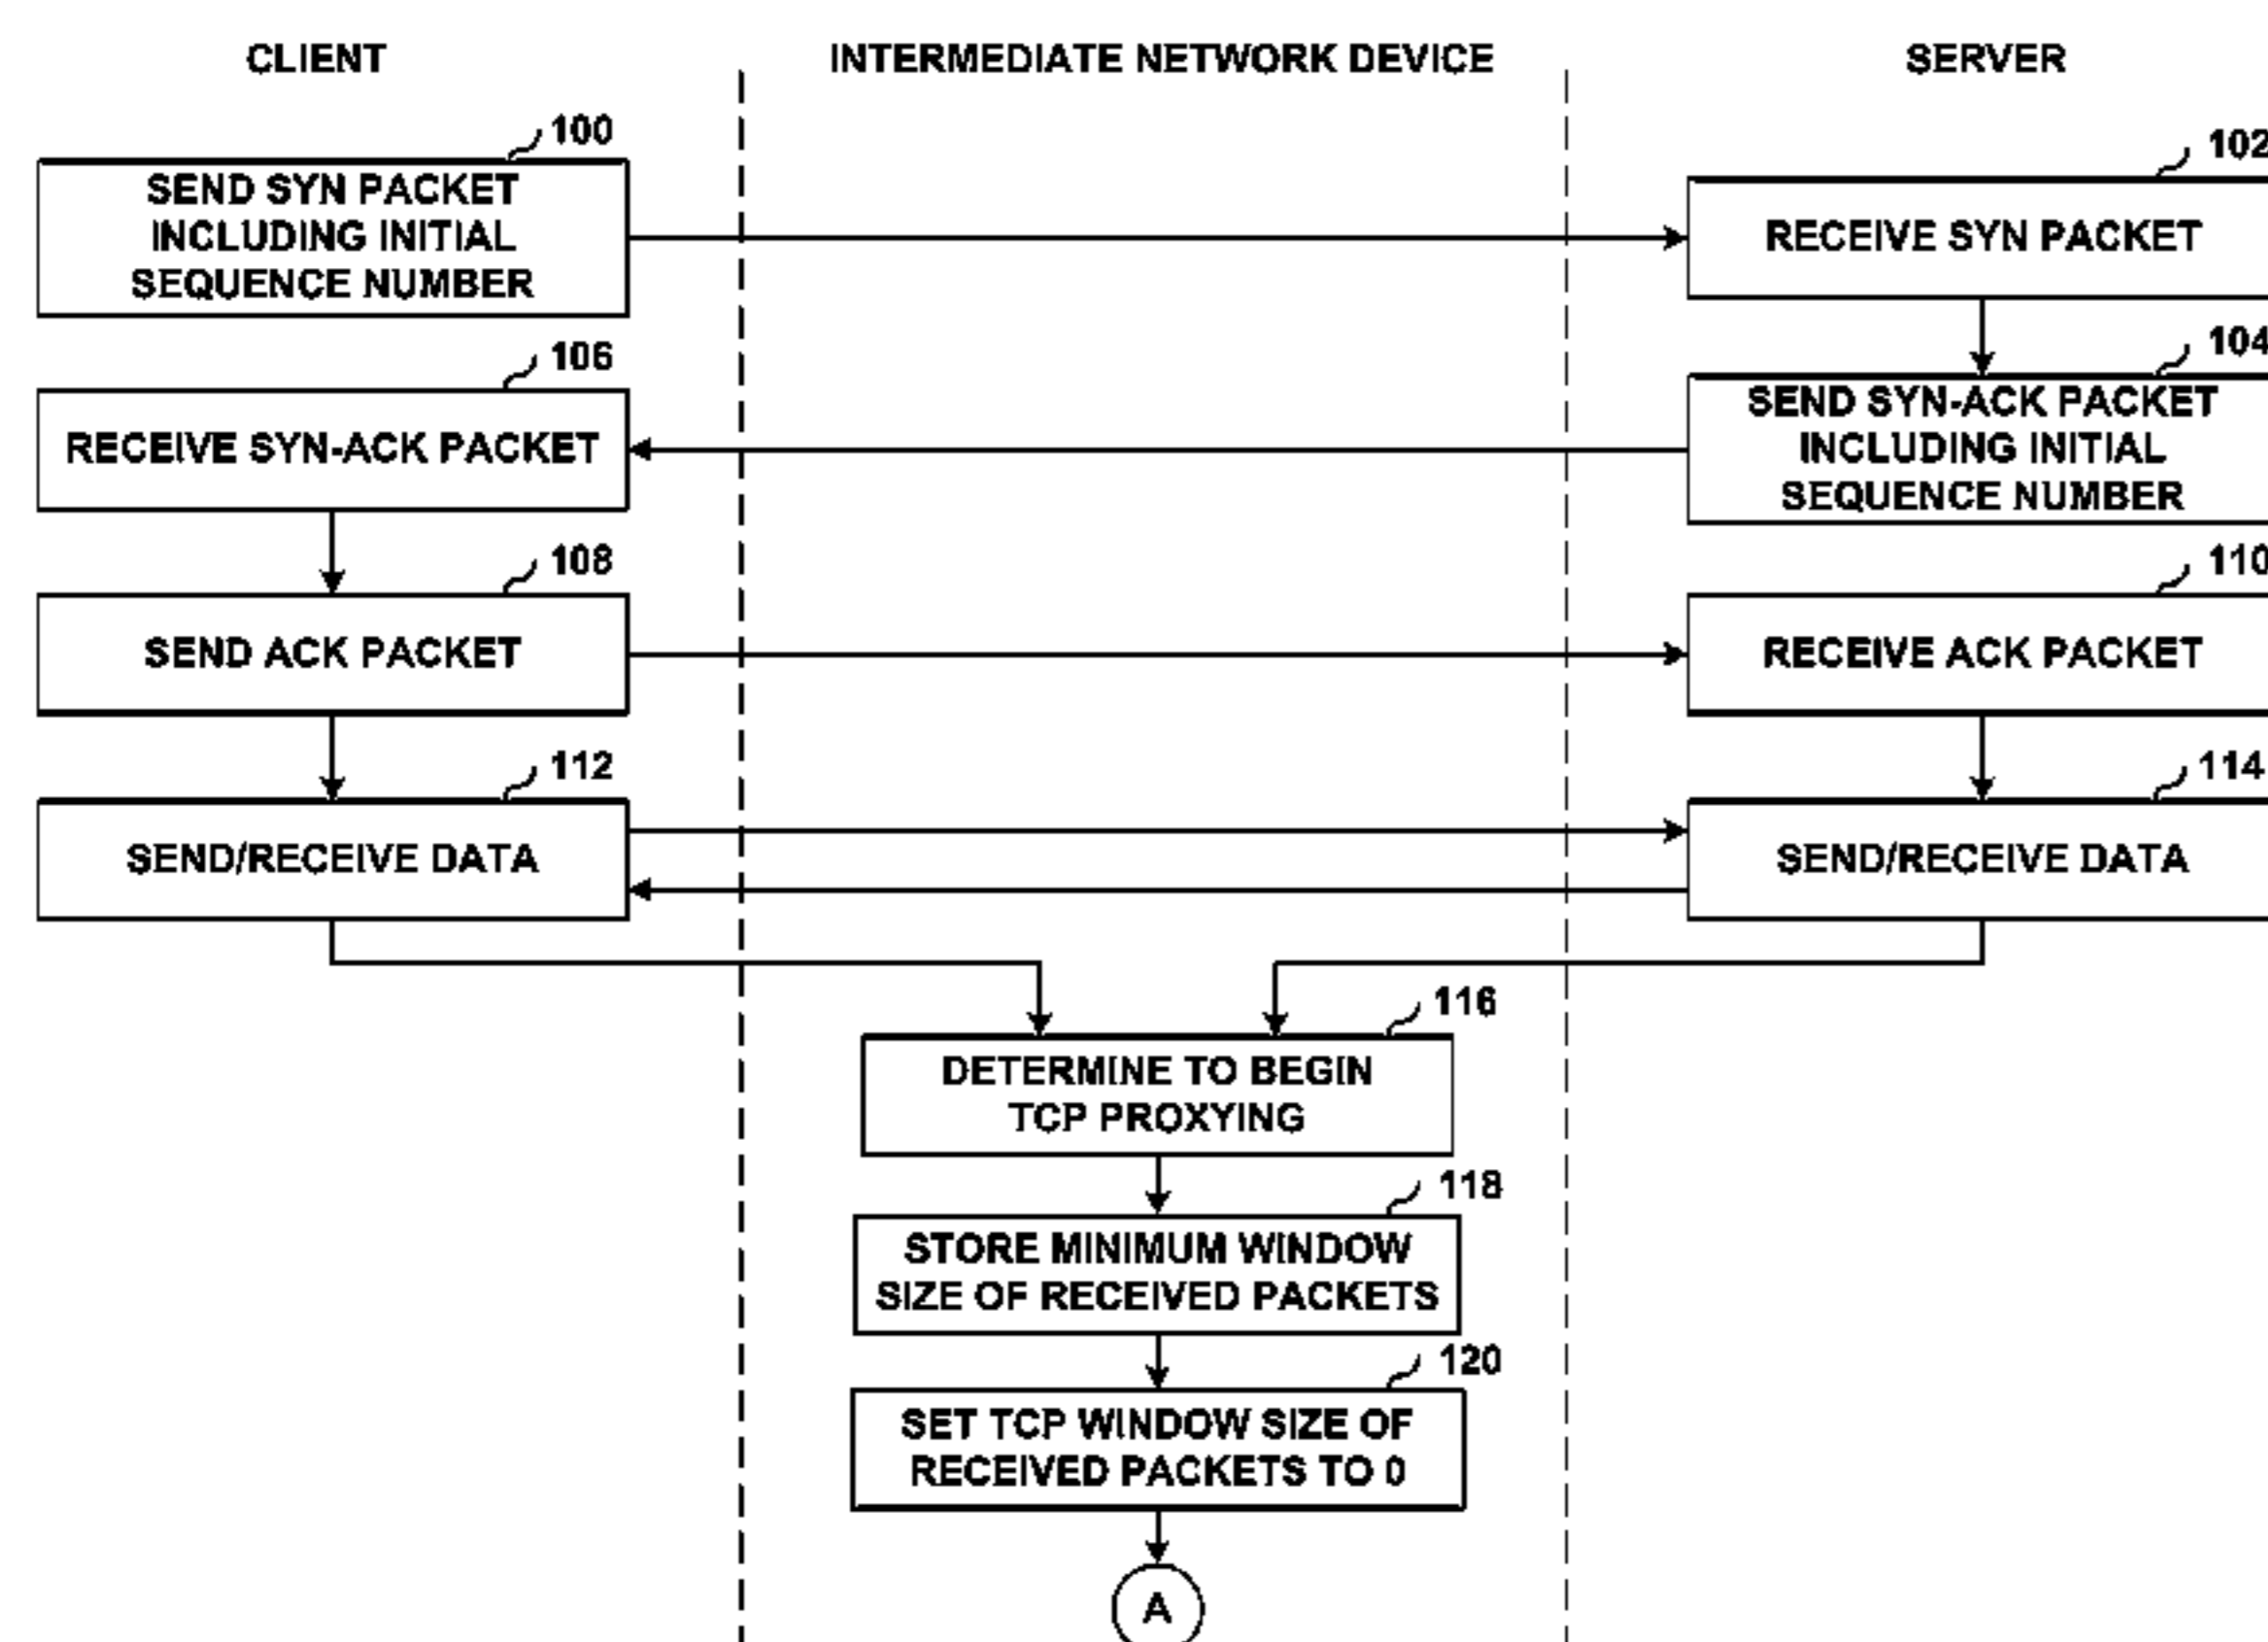 CLIENT
INTERMEDIATE NETWORK DEVICE
SERVER
100
SEND SYN PACKET
INCLUDING INITIAL
SEQUENCE NUMBER
102
RECEIVE SYN PACKET
104
SEND SYN-ACK PACKET
INCLUDING INITIAL
SEQUENCE NUMBER
106
RECEIVE SYN-ACK PACKET
108
SEND ACK PACKET
110
RECEIVE ACK PACKET
112
SEND/RECEIVE DATA
114
SEND/RECEIVE DATA
116
DETERMINE TO BEGIN
TCP PROXYING
118
STORE MINIMUM WINDOW
SIZE OF RECEIVED PACKETS
120
SET TCP WINDOW SIZE OF
RECEIVED PACKETS TO 0
A